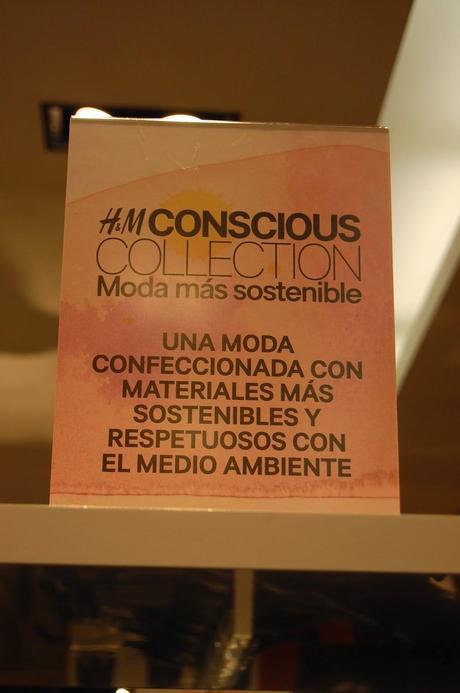 H&M CONSCIOUS
COLLECTION
Moda más sostenible
UNA MODA
CONFECCIONADA CON
MATERIALES MÁS
SOSTENIBLES Y
RESPETUOSOS CON
EL MEDIO AMBIENTE